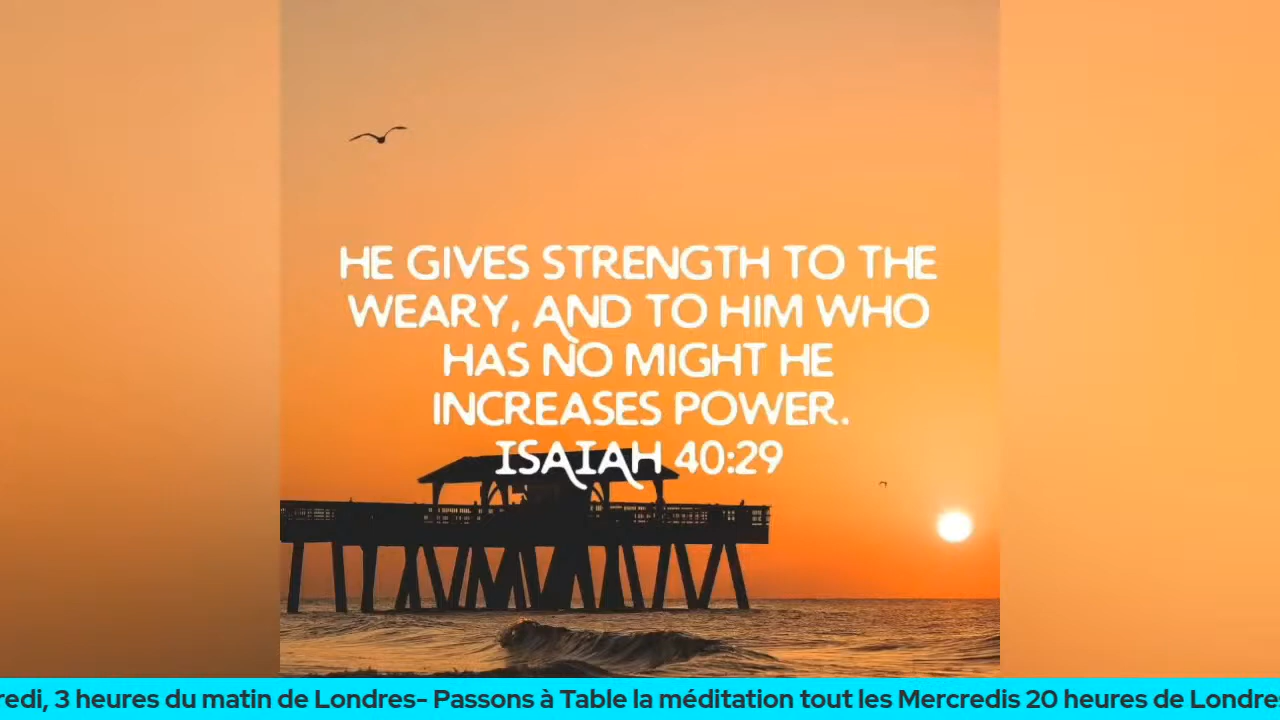 HE GIVES STRENGTH TO THE
WEARY, AND TO HIM WHO
HAS NO MIGHT HE
INCREASES POWER.
ISAIAH 40:29
redi, 3 heures du matin de Londres- Passons à Table la méditation tout les Mercredis 20 heures de Londres